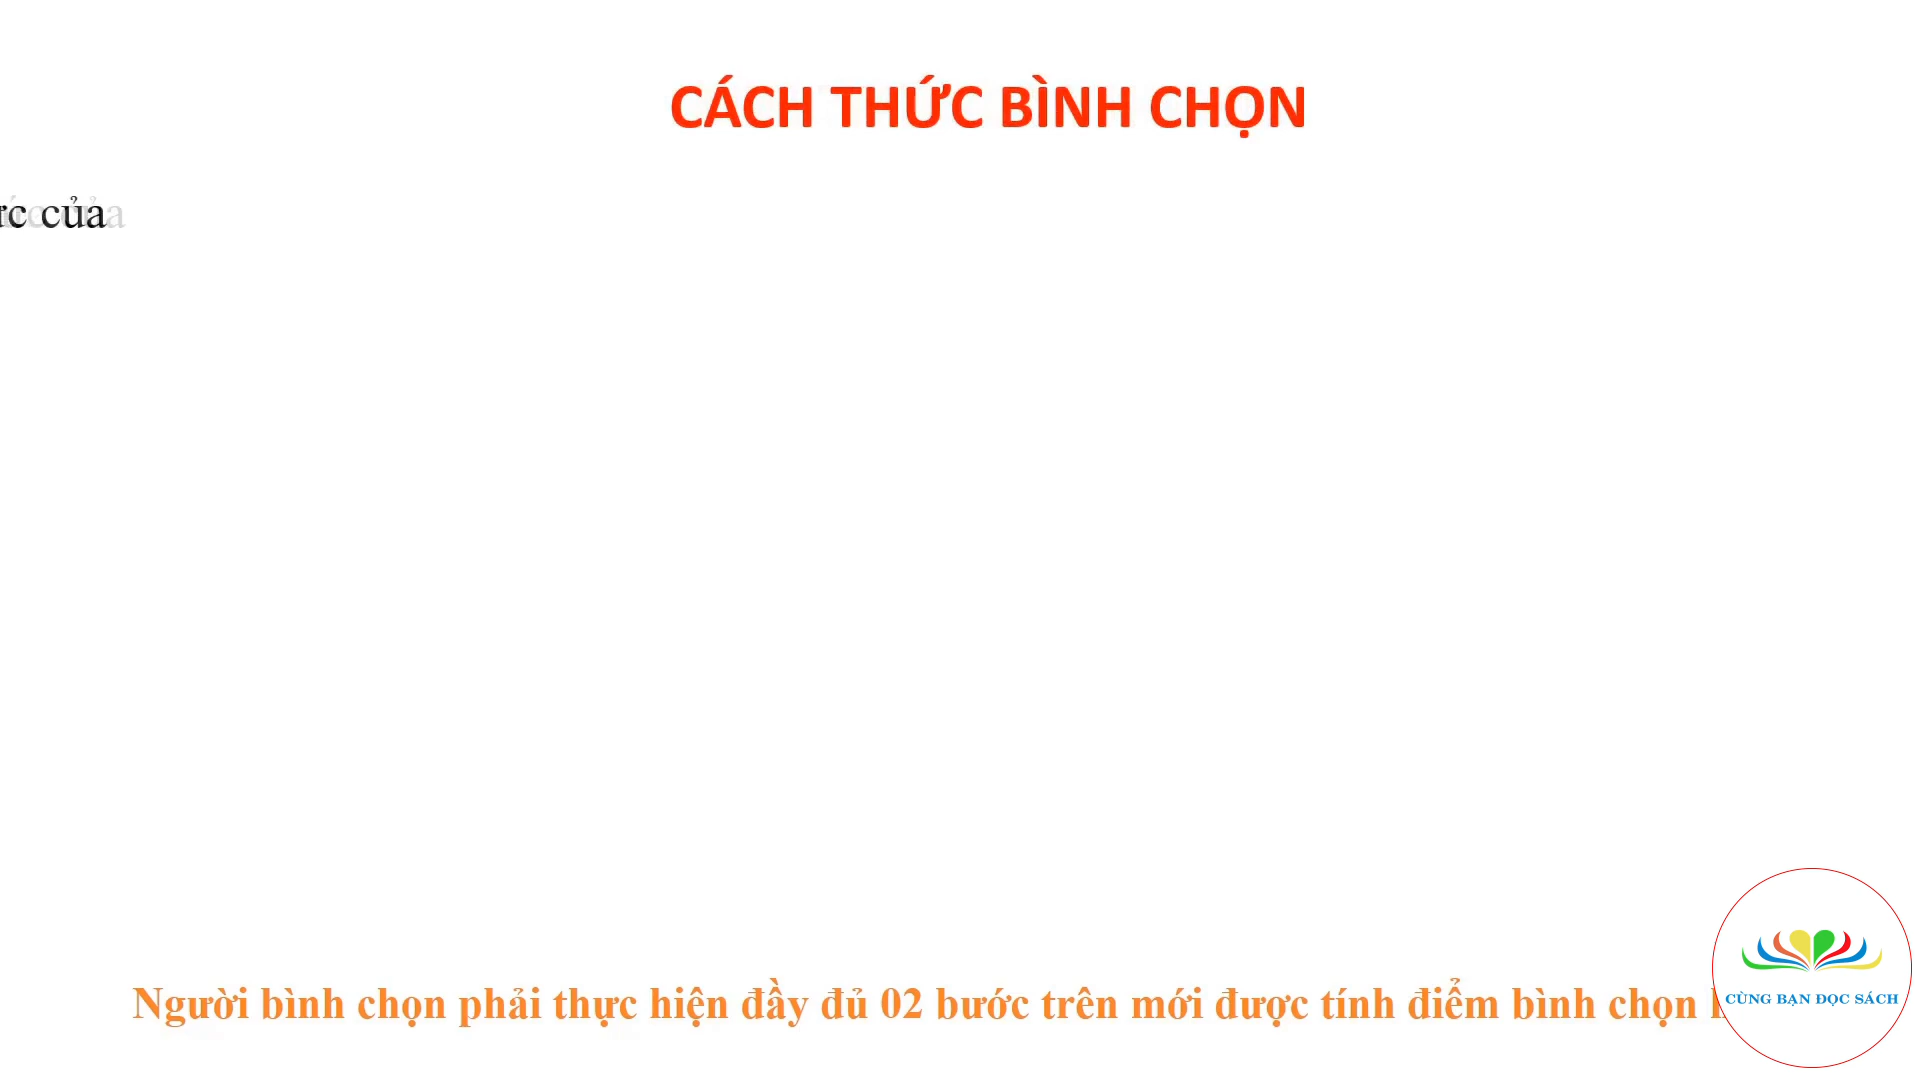 CÁCH THỨC BÌNH CHỌN
của
Người bình chọn phải thực hiện đầy đủ 02 bước trên mới được tính điểm bình chọn
CÙNG BẠN ĐỌC SÁCH